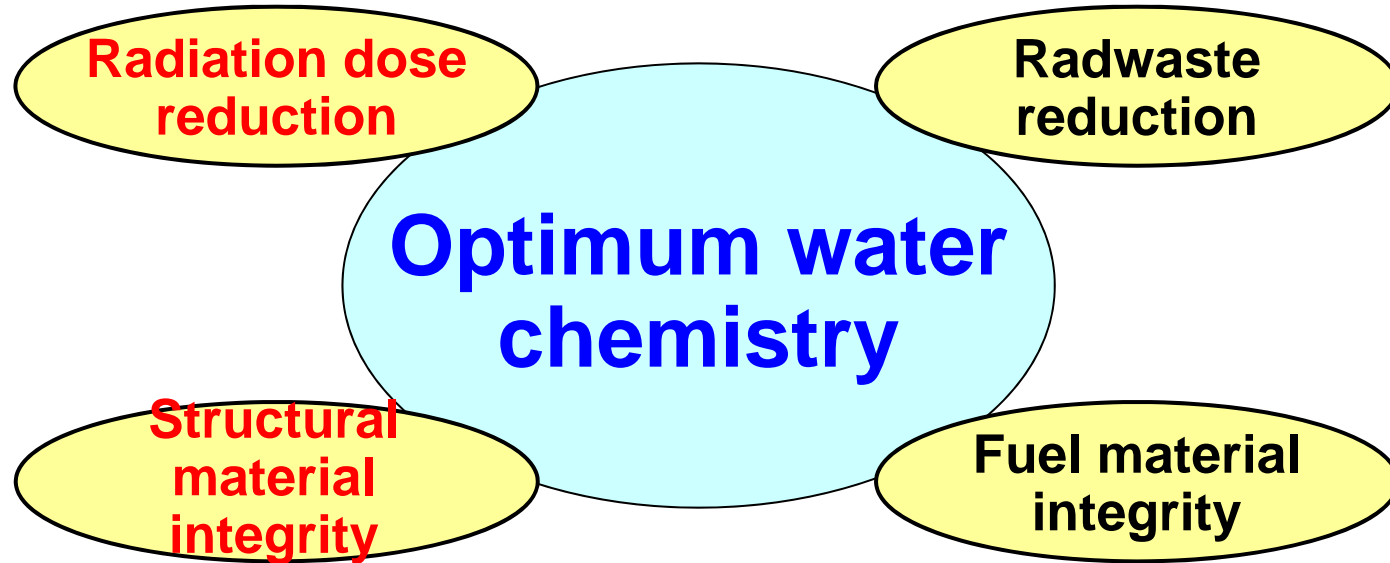 Radiation dose
reduction
Radwaste
reduction
Optimum water
chemistry
Structural
material
integrity
Fuel material
integrity